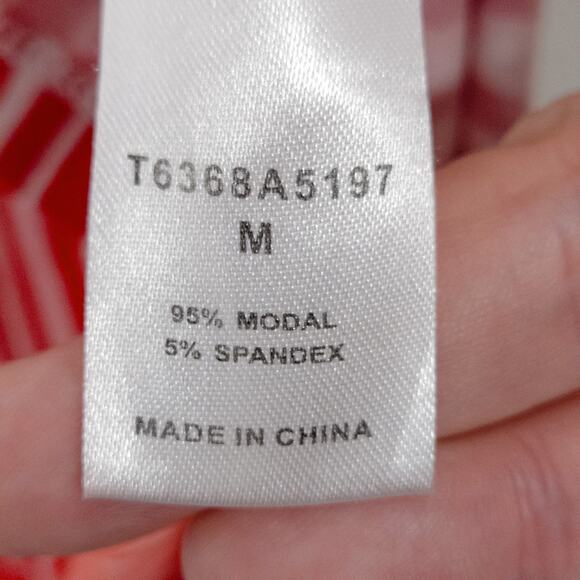 T6368A5197
M
95% MODAL
5% SPANDEX
MADE IN CHINA